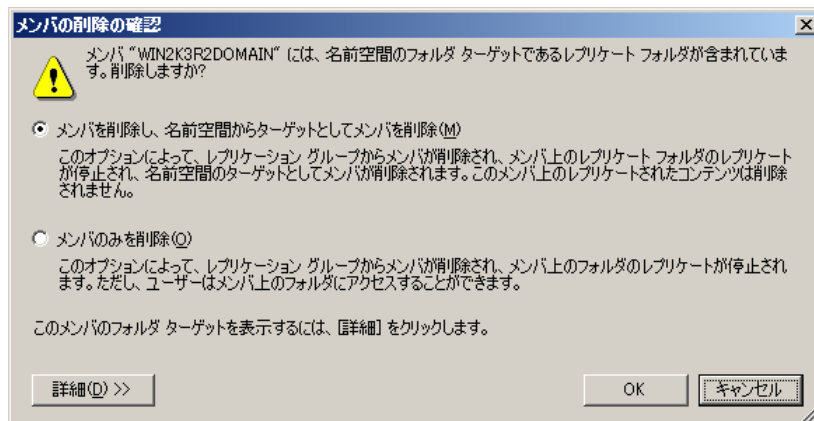 メンバの削除の確認
メンバ "WIN2K3R2DOMAIN" には、名前空間のフォルダ ターゲットであるレプリケート フォルダが含まれていま
す。削除しますか?
メンバを削除し、名前空間からターゲットとしてメンバを削除(M)
このオプションによって、レプリケーション グループからメンバが削除され、メンバ上のレプリケート フォルダのレプリケート
が停止され、名前空間のターゲットとしてメンバが削除されます。このメンバ上のレプリケートされたコンテンツは削除
されません。
メンバのみを削除(O)
このオプションによって、レプリケーション グループからメンバが削除され、メンバ上のフォルダのレプリケートが停止され
ます。ただし、ユーザーはメンバ上のフォルダにアクセスすることができます。
このメンバのフォルダ ターゲットを表示するには、[詳細] をクリックします。
詳細(D) >>
OK
キャンセル